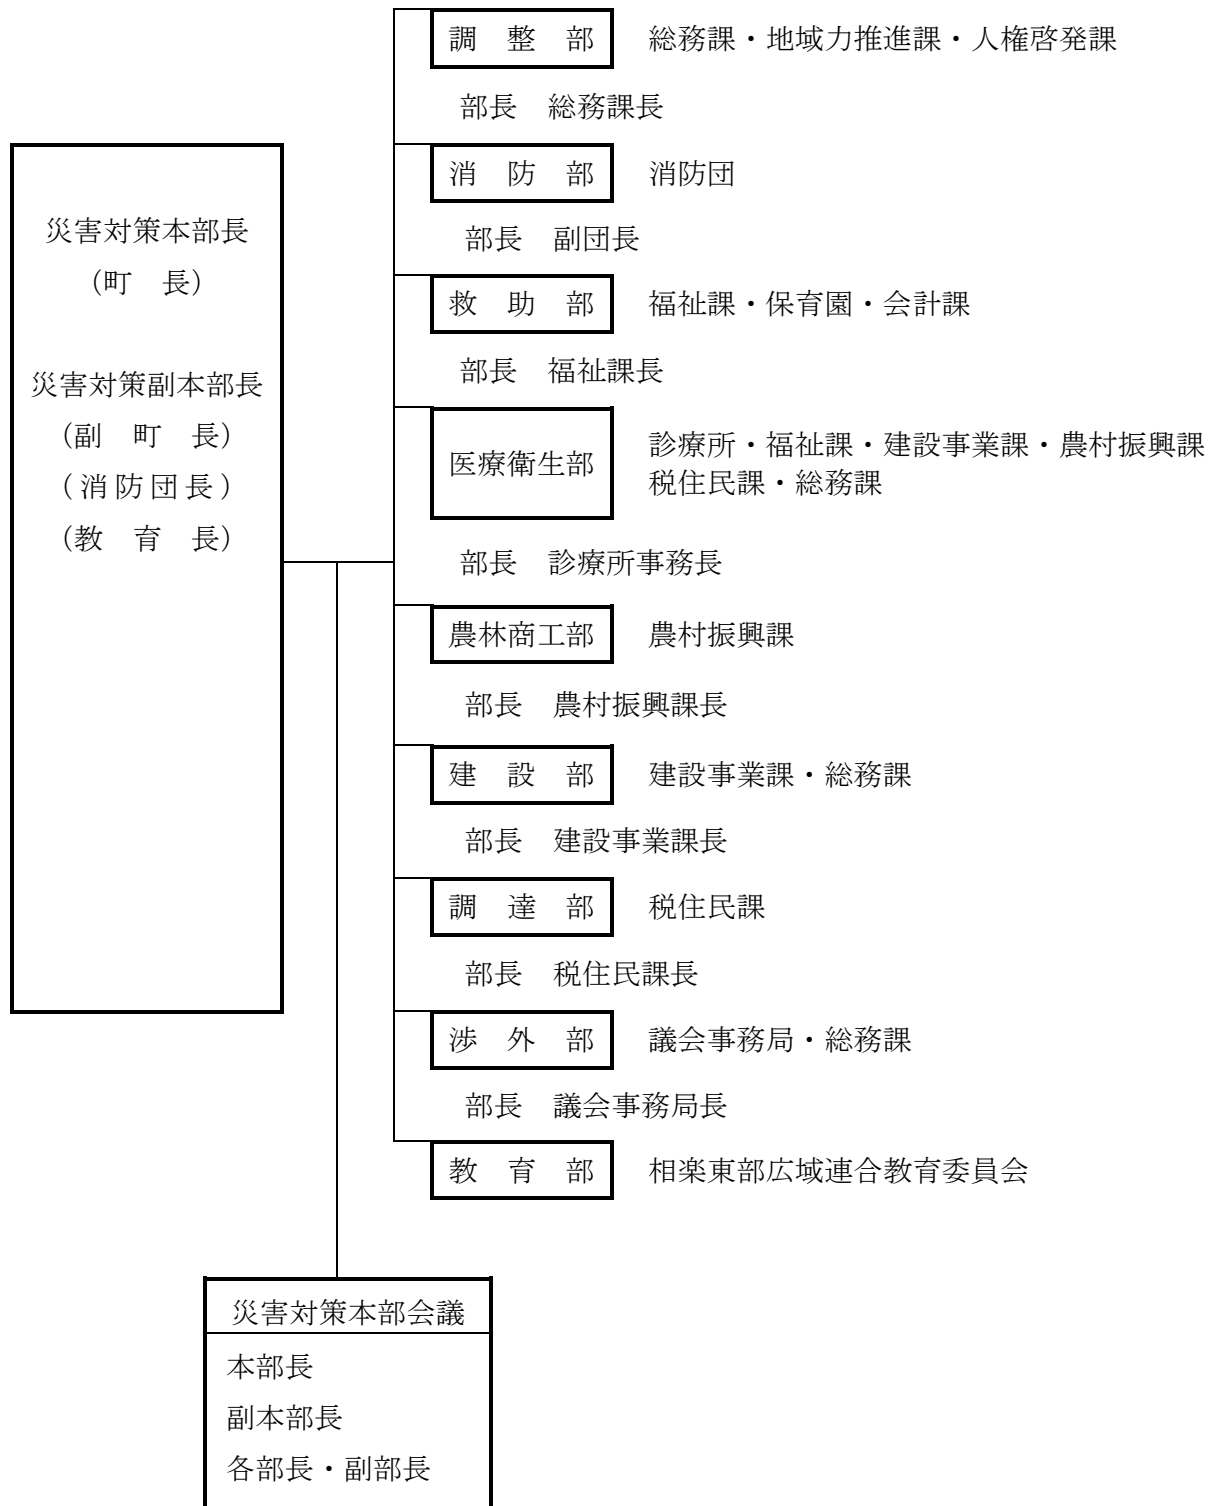 調　整　部　総務課・地域力推進課・人権啓発課
部長　総務課長
消　防　部　消防団
部長　副団長
救　助　部　福祉課・保育園・会計課
部長　福祉課長
医療衛生部　診療所・福祉課・建設事業課・農村振興課
税住民課・総務課
部長　診療所事務長
農林商工部　農村振興課
部長　農村振興課長
建　設　部　建設事業課・総務課
部長　建設事業課長
調　達　部　税住民課
部長　税住民課長
渉　外　部　議会事務局・総務課
部長　議会事務局長
教　育　部　相楽東部広域連合教育委員会
災害対策本部長
（町　長）
災害対策副本部長
（副　町　長）
（消防団長）
（教　育　長）
災害対策本部会議
本部長
副本部長
各部長・副部長